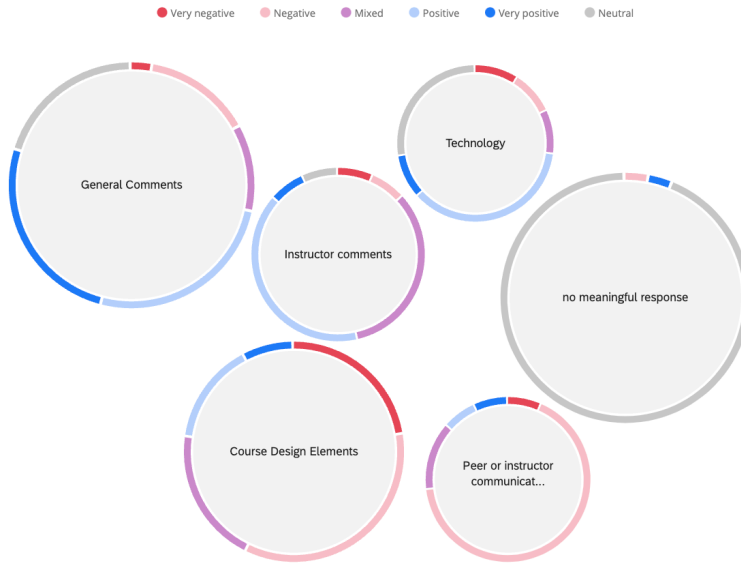 Very negative Negative Mixed Positive Very positive Neutral
Technology
General Comments
Instructor comments
no meaningful response
Course Design Elements
Peer or instructor
communicat...